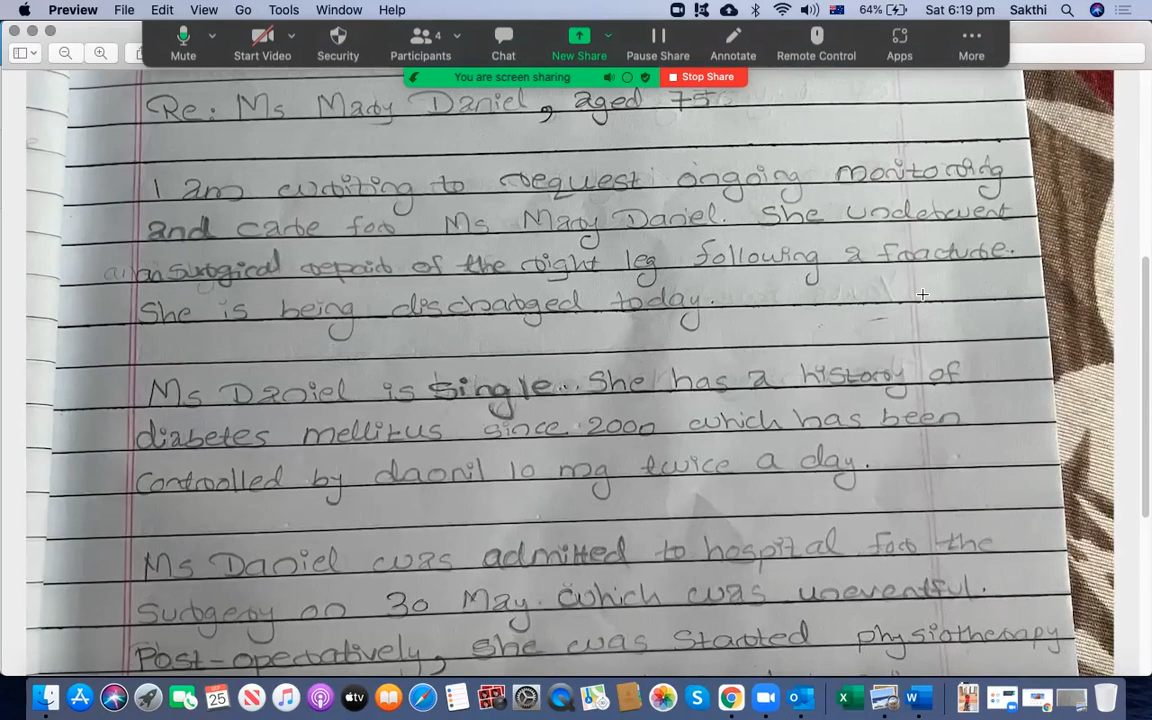 Preview File Edit View Go Tools Window Help 64% Sat 6:19 pm Sakthi
Mute Start Video Security Participants 4 Chat New Share Pause Share Annotate Remote Control Apps More
You are screen sharing Stop Share
Re: Ms Mary Daniel, aged 75
I am writing to request ongoing monitoring
and care for Ms Mary Daniel. She underwent
an surgical repair of the right leg following a fracture.
She is being discharged today.
Ms Daniel is single... She has a history of
diabetes mellitus since 2000 which has been
controlled by daonil 10 mg twice a day.
Ms Daniel was admitted to hospital for the
Surgery on 30 May. which was uneventful.
Post-operatively, she was started physiotherapy
SEP
25
tv